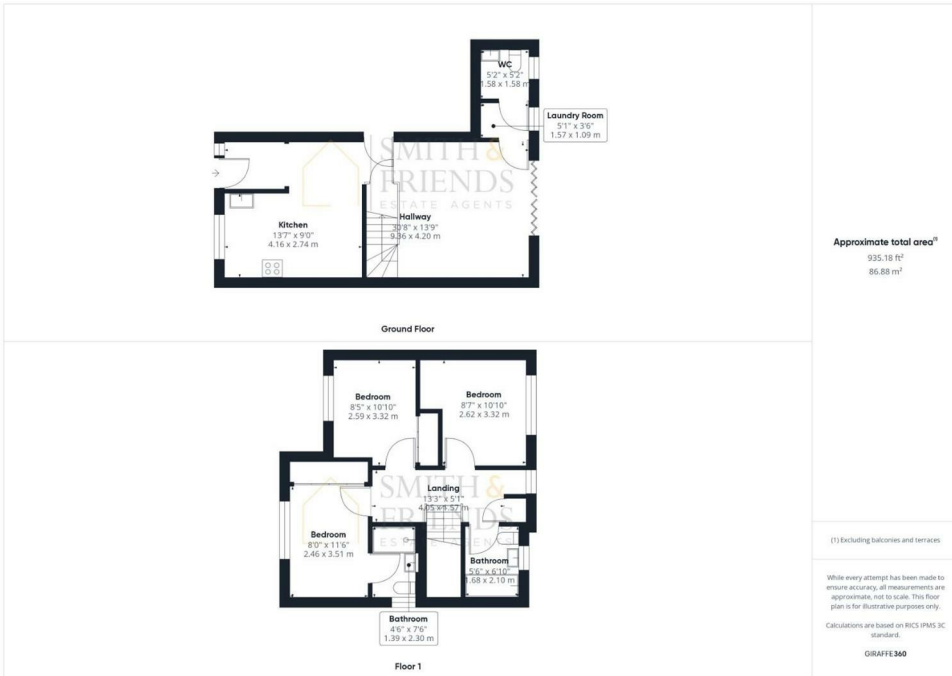 WC
5'2" x 5'2"
1.58 x 1.58 m
Laundry Room
5'1" x 3'6"
1.57 x 1.09 m
SMITH &
FRIENDS
ESTATE AGENTS
Hallway
30'8" x 13'9"
9.36 x 4.20 m
Kitchen
13'7" x 9'0"
4.16 x 2.74 m
Ground Floor
Approximate total area(1)
935.18 ft²
86.88 m²
Bedroom
8'5" x 10'10"
2.59 x 3.32 m
Bedroom
8'7" x 10'10"
2.62 x 3.32 m
SMITH &
FRIENDS
ESTATE AGENTS
Landing
13'3" x 5'1"
4.05 x 1.57 m
Bedroom
8'0" x 11'6"
2.46 x 3.51 m
Bathroom
5'6" x 6'10"
1.68 x 2.10 m
Bathroom
4'6" x 7'6"
1.39 x 2.30 m
Floor 1
(1) Excluding balconies and terraces
While every attempt has been made to
ensure accuracy, all measurements are
approximate, not to scale. This floor
plan is for illustrative purposes only.
Calculations are based on RICS IPMS 3C
standard.
GIRAFFE360